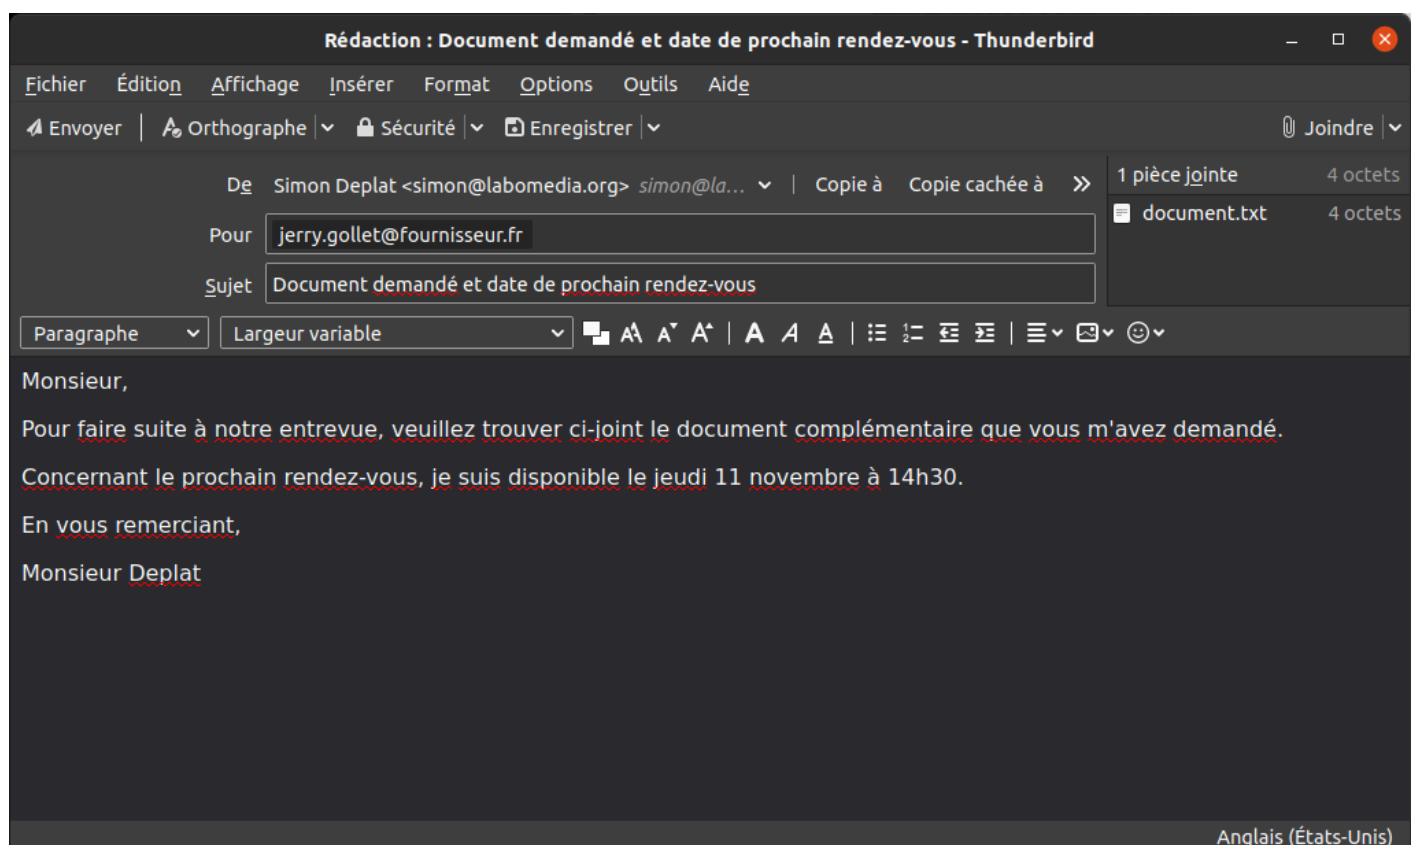 Rédaction : Document demandé et date de prochain rendez-vous - Thunderbird
Fichier Édition Affichage Insérer Format Options Outils Aide
Envoyer Orthographe Sécurité Enregistrer Joindre
De Simon Deplat <simon@labomedia.org> simon@la... Copie à Copie cachée à
1 pièce jointe 4 octets
document.txt 4 octets
Pour jerry.gollet@fournisseur.fr
Sujet Document demandé et date de prochain rendez-vous
Paragraphe Largeur variable
Monsieur,
Pour faire suite à notre entrevue, veuillez trouver ci-joint le document complémentaire que vous m'avez demandé.
Concernant le prochain rendez-vous, je suis disponible le jeudi 11 novembre à 14h30.
En vous remerciant,
Monsieur Deplat
Anglais (États-Unis)